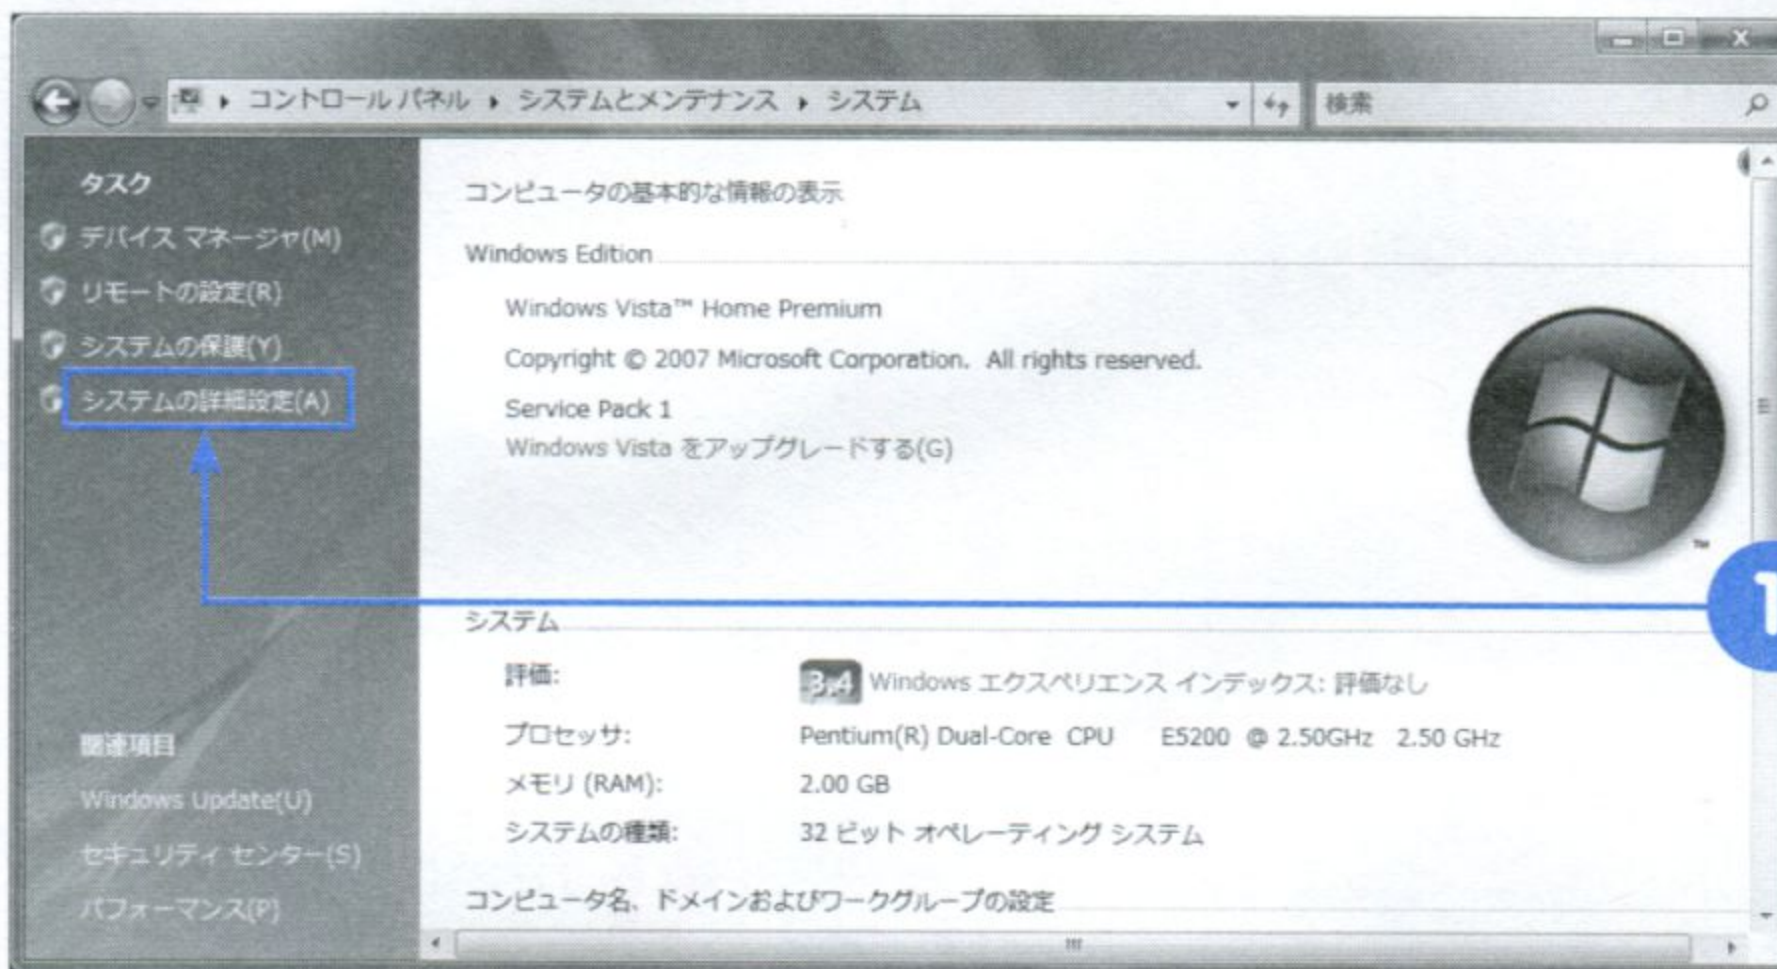 コントロール パネル ▸ システムとメンテナンス ▸ システム
検索
タスク
デバイス マネージャ(M)
リモートの設定(R)
システムの保護(Y)
システムの詳細設定(A)
関連項目
Windows Update(U)
セキュリティ センター(S)
パフォーマンス(P)
コンピュータの基本的な情報の表示
Windows Edition
Windows Vista™ Home Premium
Copyright © 2007 Microsoft Corporation. All rights reserved.
Service Pack 1
Windows Vista をアップグレードする(G)
TM
1
システム
評価: 3.4 Windows エクスペリエンス インデックス: 評価なし
プロセッサ: Pentium(R) Dual-Core CPU E5200 @ 2.50GHz 2.50 GHz
メモリ (RAM): 2.00 GB
システムの種類: 32 ビット オペレーティング システム
コンピュータ名、ドメインおよびワークグループの設定